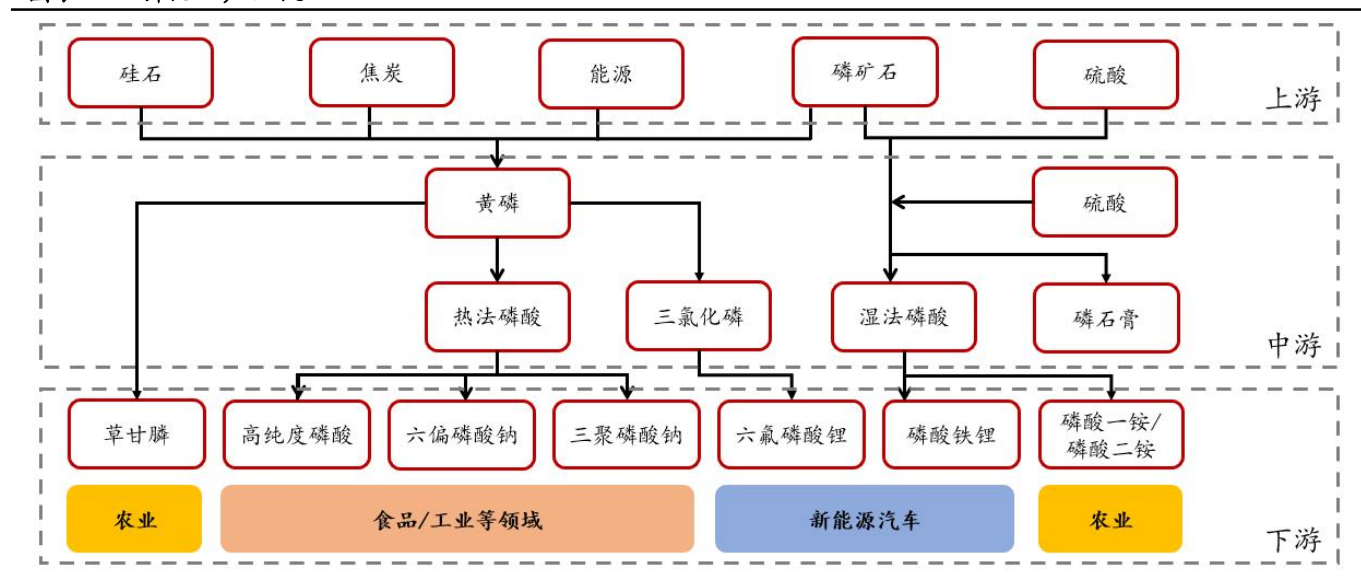 硅石
焦炭
能源
磷矿石
硫酸
上游
黄磷
硫酸
热法磷酸
三氯化磷
湿法磷酸
磷石膏
中游
草甘膦
高纯度磷酸
六偏磷酸钠
三聚磷酸钠
六氟磷酸锂
磷酸铁锂
磷酸一铵/
磷酸二铵
农业
食品/工业等领域
新能源汽车
农业
下游